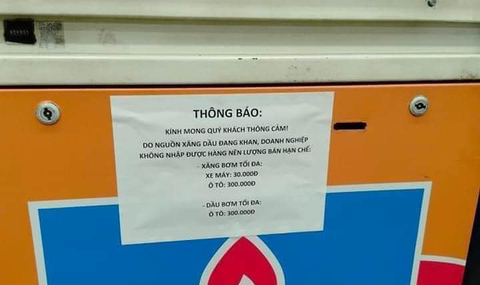 THÔNG BÁO:
KÍNH MONG QUÝ KHÁCH THÔNG CẢM!
DO NGUỒN XĂNG DẦU ĐANG KHAN, DOANH NGHIỆP
KHÔNG NHẬP ĐƯỢC HÀNG NÊN LƯỢNG BÁN HẠN CHẾ:
- XĂNG BƠM TỐI ĐA:
XE MÁY: 30.000Đ
Ô TÔ: 300.000Đ
- DẦU BƠM TỐI ĐA:
Ô TÔ: 300.000Đ